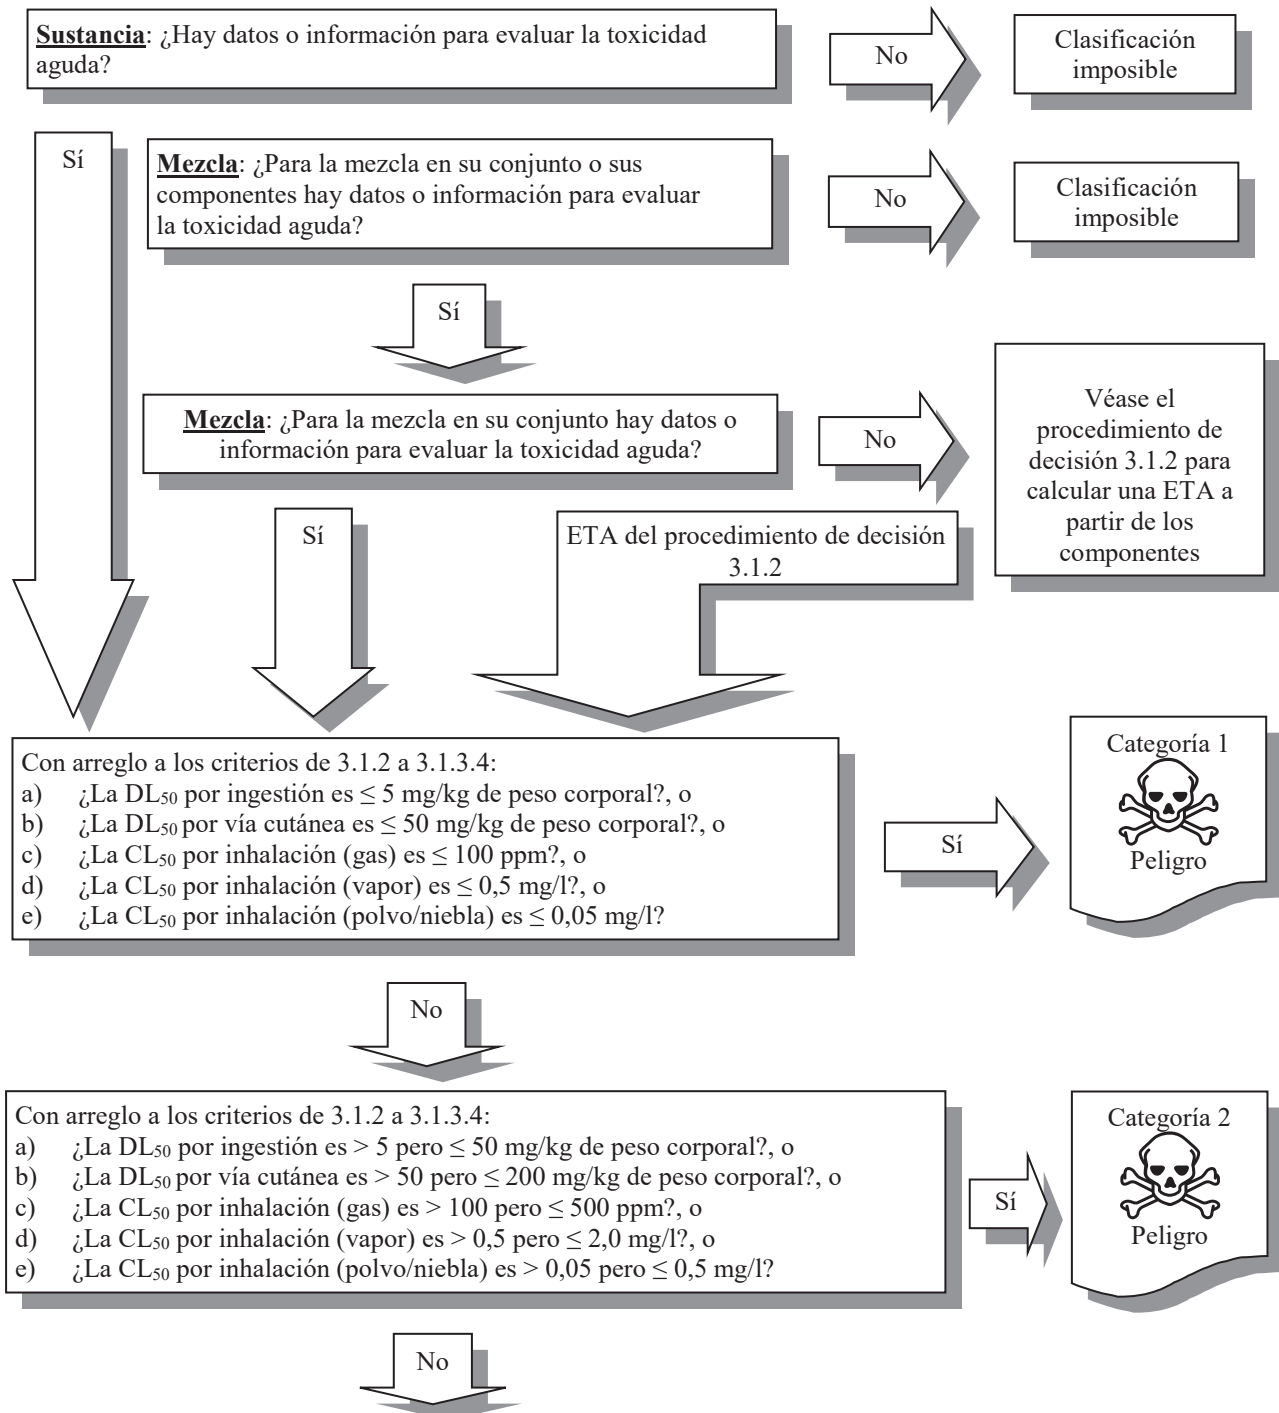 Sustancia: ¿Hay datos o información para evaluar la toxicidad
aguda?
No
Clasificación
imposible
Sí
Mezcla: ¿Para la mezcla en su conjunto o sus
componentes hay datos o información para evaluar
la toxicidad aguda?
No
Clasificación
imposible
Sí
Mezcla: ¿Para la mezcla en su conjunto hay datos o
información para evaluar la toxicidad aguda?
No
Véase el
procedimiento de
decisión 3.1.2 para
calcular una ETA a
partir de los
componentes
Sí
ETA del procedimiento de decisión
3.1.2
Con arreglo a los criterios de 3.1.2 a 3.1.3.4:
a) ¿La DL₅₀ por ingestión es ≤ 5 mg/kg de peso corporal?, o
b) ¿La DL₅₀ por vía cutánea es ≤ 50 mg/kg de peso corporal?, o
c) ¿La CL₅₀ por inhalación (gas) es ≤ 100 ppm?, o
d) ¿La CL₅₀ por inhalación (vapor) es ≤ 0,5 mg/l?, o
e) ¿La CL₅₀ por inhalación (polvo/niebla) es ≤ 0,05 mg/l?
Sí
Categoría 1
Peligro
No
Con arreglo a los criterios de 3.1.2 a 3.1.3.4:
a) ¿La DL₅₀ por ingestión es > 5 pero ≤ 50 mg/kg de peso corporal?, o
b) ¿La DL₅₀ por vía cutánea es > 50 pero ≤ 200 mg/kg de peso corporal?, o
c) ¿La CL₅₀ por inhalación (gas) es > 100 pero ≤ 500 ppm?, o
d) ¿La CL₅₀ por inhalación (vapor) es > 0,5 pero ≤ 2,0 mg/l?, o
e) ¿La CL₅₀ por inhalación (polvo/niebla) es > 0,05 pero ≤ 0,5 mg/l?
Sí
Categoría 2
Peligro
No